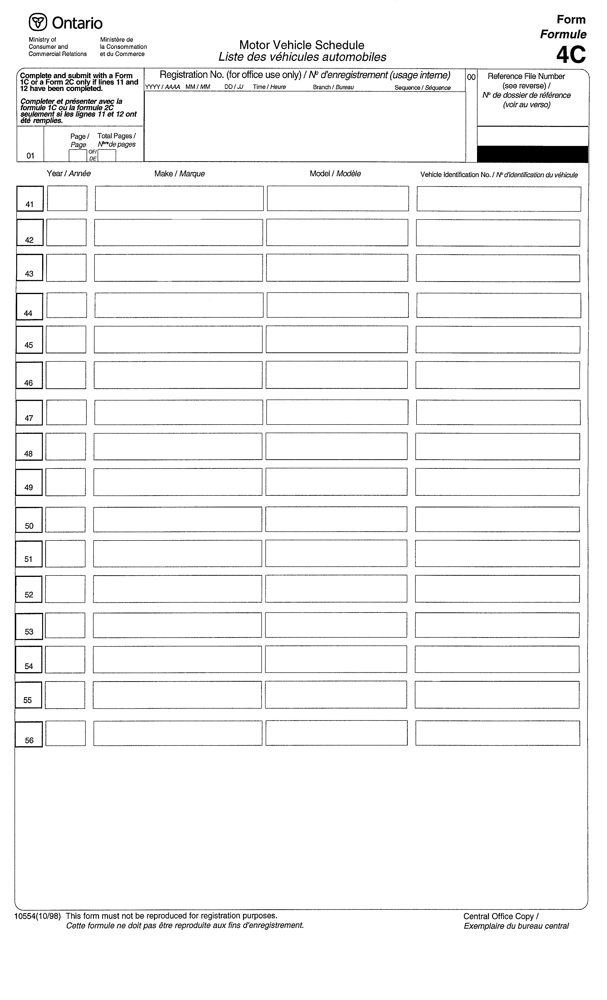 Ontario
Ministry of
Consumer and
Commercial Relations
Ministère de
la Consommation
et du Commerce
Motor Vehicle Schedule
Liste des véhicules automobiles
Form
Formule
4C
Complete and submit with a Form
1C or a Form 2C only if lines 11 and
12 have been completed.
Completer et présenter avec la
formule 1C ou la formule 2C
seulement si les lignes 11 et 12 ont
été remplies.
Registration No. (for office use only) / Nº d'enregistrement (usage interne)
YYYY / AAAA MM / MM DD / JJ Time / Heure Branch / Bureau Sequence / Séquence
00
Reference File Number
(see reverse) /
Nº de dossier de référence
(voir au verso)
01
Page /
Page
OF/
DE
Total Pages /
Nbre de pages
Year / Année Make / Marque Model / Modèle Vehicle Identification No. / Nº d'identification du véhicule
41
42
43
44
45
46
47
48
49
50
51
52
53
54
55
56
10554(10/98) This form must not be reproduced for registration purposes.
Cette formule ne doit pas être reproduite aux fins d'enregistrement.
Central Office Copy /
Exemplaire du bureau central